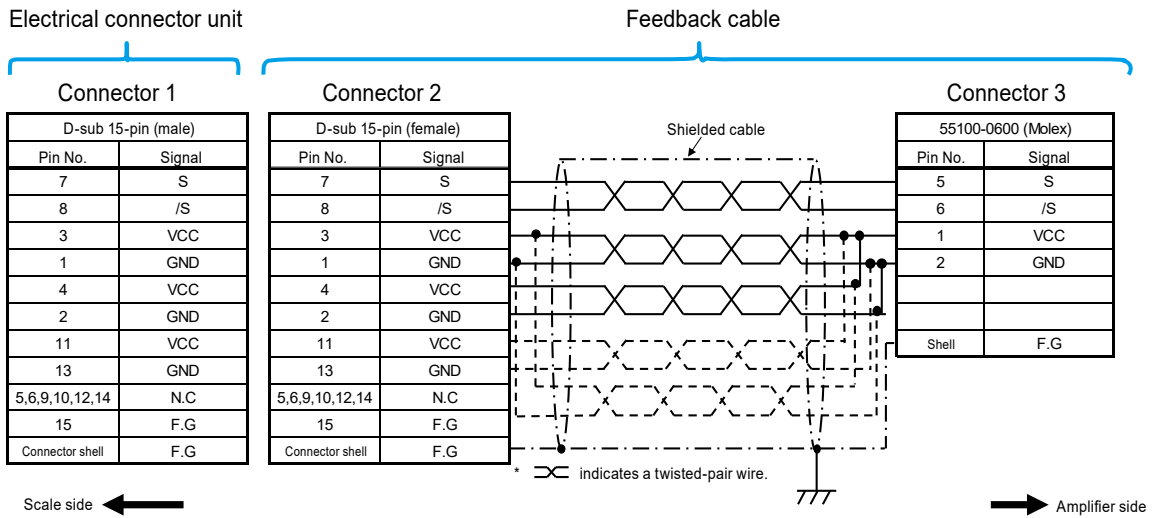 Electrical connector unit Feedback cable
Connector 1 Connector 2 Connector 3
D-sub 15-pin (male) D-sub 15-pin (female) Shielded cable 55100-0600 (Molex)
Pin No. Signal Pin No. Signal Pin No. Signal
7 S 7 S 5 S
8 /S 8 /S 6 /S
3 VCC 3 VCC 1 VCC
1 GND 1 GND 2 GND
4 VCC 4 VCC
2 GND 2 GND
11 VCC 11 VCC Shell F.G
13 GND 13 GND
5,6,9,10,12,14 N.C 5,6,9,10,12,14 N.C
15 F.G 15 F.G
Connector shell F.G Connector shell F.G
* indicates a twisted-pair wire.
Scale side Amplifier side